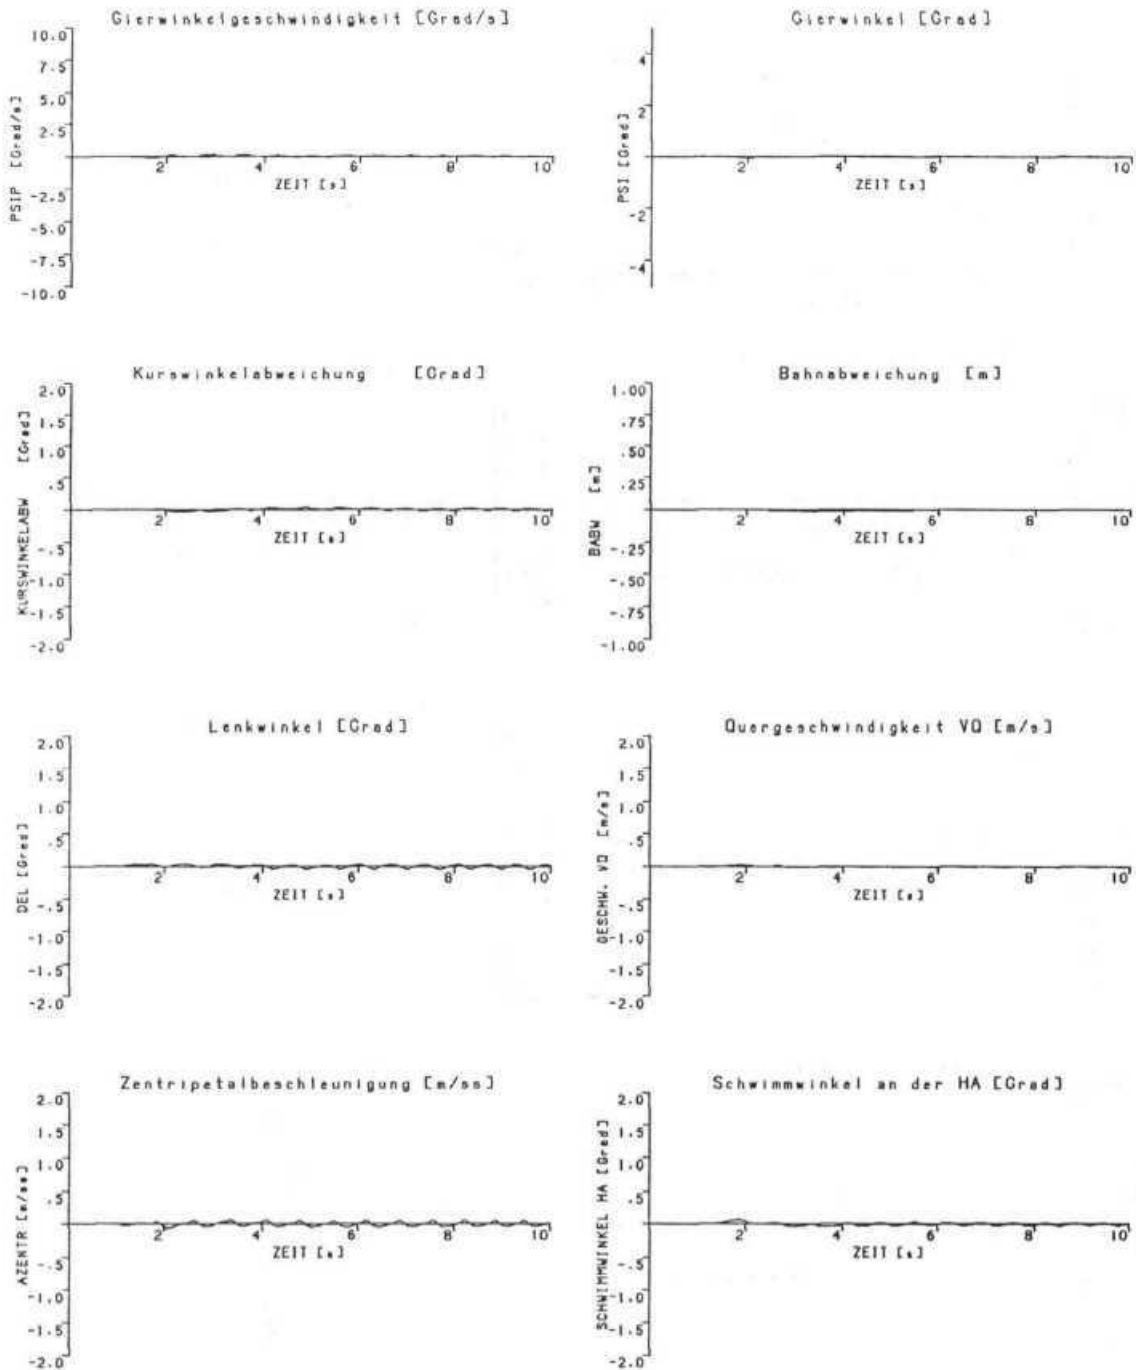 Gierwinkelgeschwindigkeit [Grad/s]
10.0
7.5
5.0
2.5
-2.5
-5.0
-7.5
-10.0
PSIP [Grad/s]
2 4 6 8 10
ZEIT [s]
Gierwinkel [Grad]
4
2
-2
-4
PSI [Grad]
2 4 6 8 10
ZEIT [s]
Kurswinkelabweichung [Grad]
2.0
1.5
1.0
.5
-.5
-1.0
-1.5
-2.0
KURSWINKELABW [Grad]
2 4 6 8 10
ZEIT [s]
Bahnabweichung [m]
1.00
.75
.50
.25
-.25
-.50
-.75
-1.00
BABW [m]
2 4 6 8 10
ZEIT [s]
Lenkwinkel [Grad]
2.0
1.5
1.0
.5
-.5
-1.0
-1.5
-2.0
DEL [Grad]
2 4 6 8 10
ZEIT [s]
Quergeschwindigkeit VQ [m/s]
2.0
1.5
1.0
.5
-.5
-1.0
-1.5
-2.0
GESCHW. VQ [m/s]
2 4 6 8 10
ZEIT [s]
Zentripetalbeschleunigung [m/ss]
2.0
1.5
1.0
.5
-.5
-1.0
-1.5
-2.0
AZENTR [m/ss]
2 4 6 8 10
ZEIT [s]
Schwimmwinkel an der HA [Grad]
2.0
1.5
1.0
.5
-.5
-1.0
-1.5
-2.0
SCHWIMMWINKEL HA [Grad]
2 4 6 8 10
ZEIT [s]